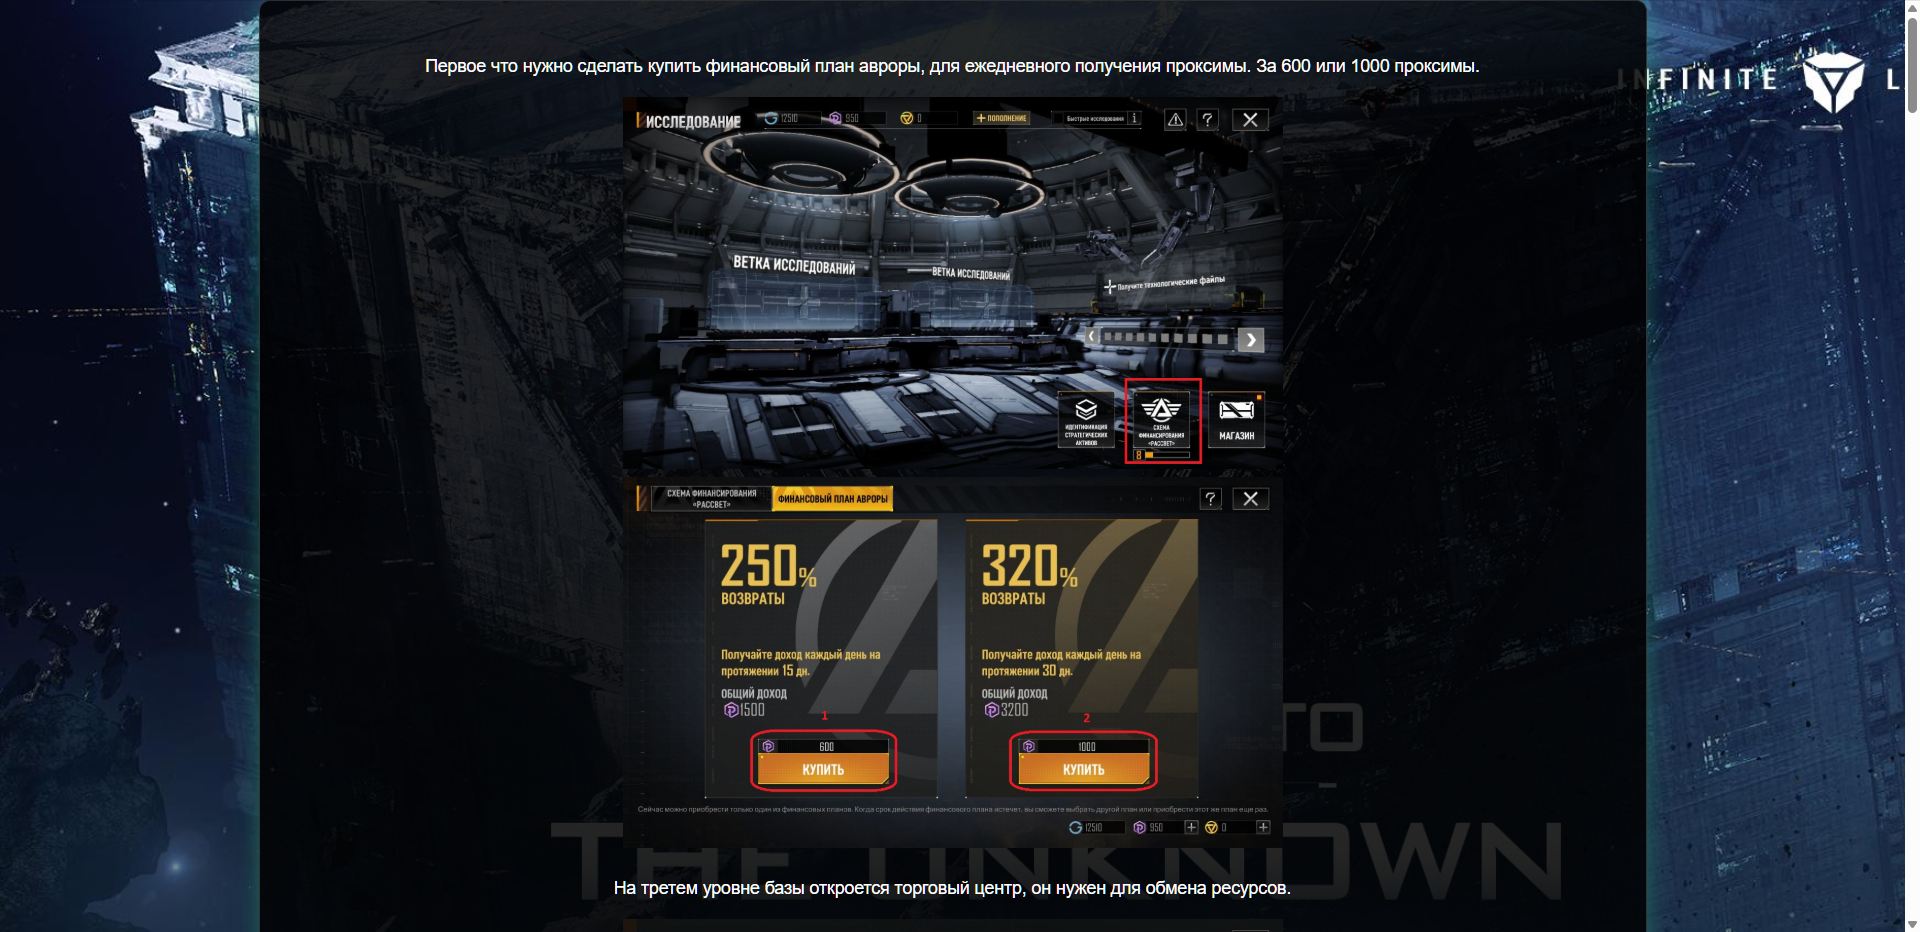 Первое что нужно сделать купить финансовый план авроры, для ежедневного получения проксимы. За 600 или 1000 проксимы.
INFINITE L
ИССЛЕДОВАНИЕ
12510
950
0
+ ПОПОЛНЕНИЕ
Быстрые исследования
i
?
ВЕТКА ИССЛЕДОВАНИЙ
ВЕТКА ИССЛЕДОВАНИЙ
Получите технологические файлы
ИДЕНТИФИКАЦИЯ
СТРАТЕГИЧЕСКИХ
АКТИВОВ
СХЕМА
ФИНАНСИРОВАНИЯ
«РАССВЕТ»
8
МАГАЗИН
СХЕМА ФИНАНСИРОВАНИЯ
«РАССВЕТ»
ФИНАНСОВЫЙ ПЛАН АВРОРЫ
?
250%
ВОЗВРАТЫ
Получайте доход каждый день на
протяжении 15 дн.
ОБЩИЙ ДОХОД
1500
1
600
КУПИТЬ
320%
ВОЗВРАТЫ
Получайте доход каждый день на
протяжении 30 дн.
ОБЩИЙ ДОХОД
3200
2
1000
КУПИТЬ
Сейчас можно приобрести только один из финансовых планов. Когда срок действия финансового плана истечет, вы сможете выбрать другой план или приобрести этот же план еще раз.
12510
950
0
TO
THE UNKNOWN
На третем уровне базы откроется торговый центр, он нужен для обмена ресурсов.